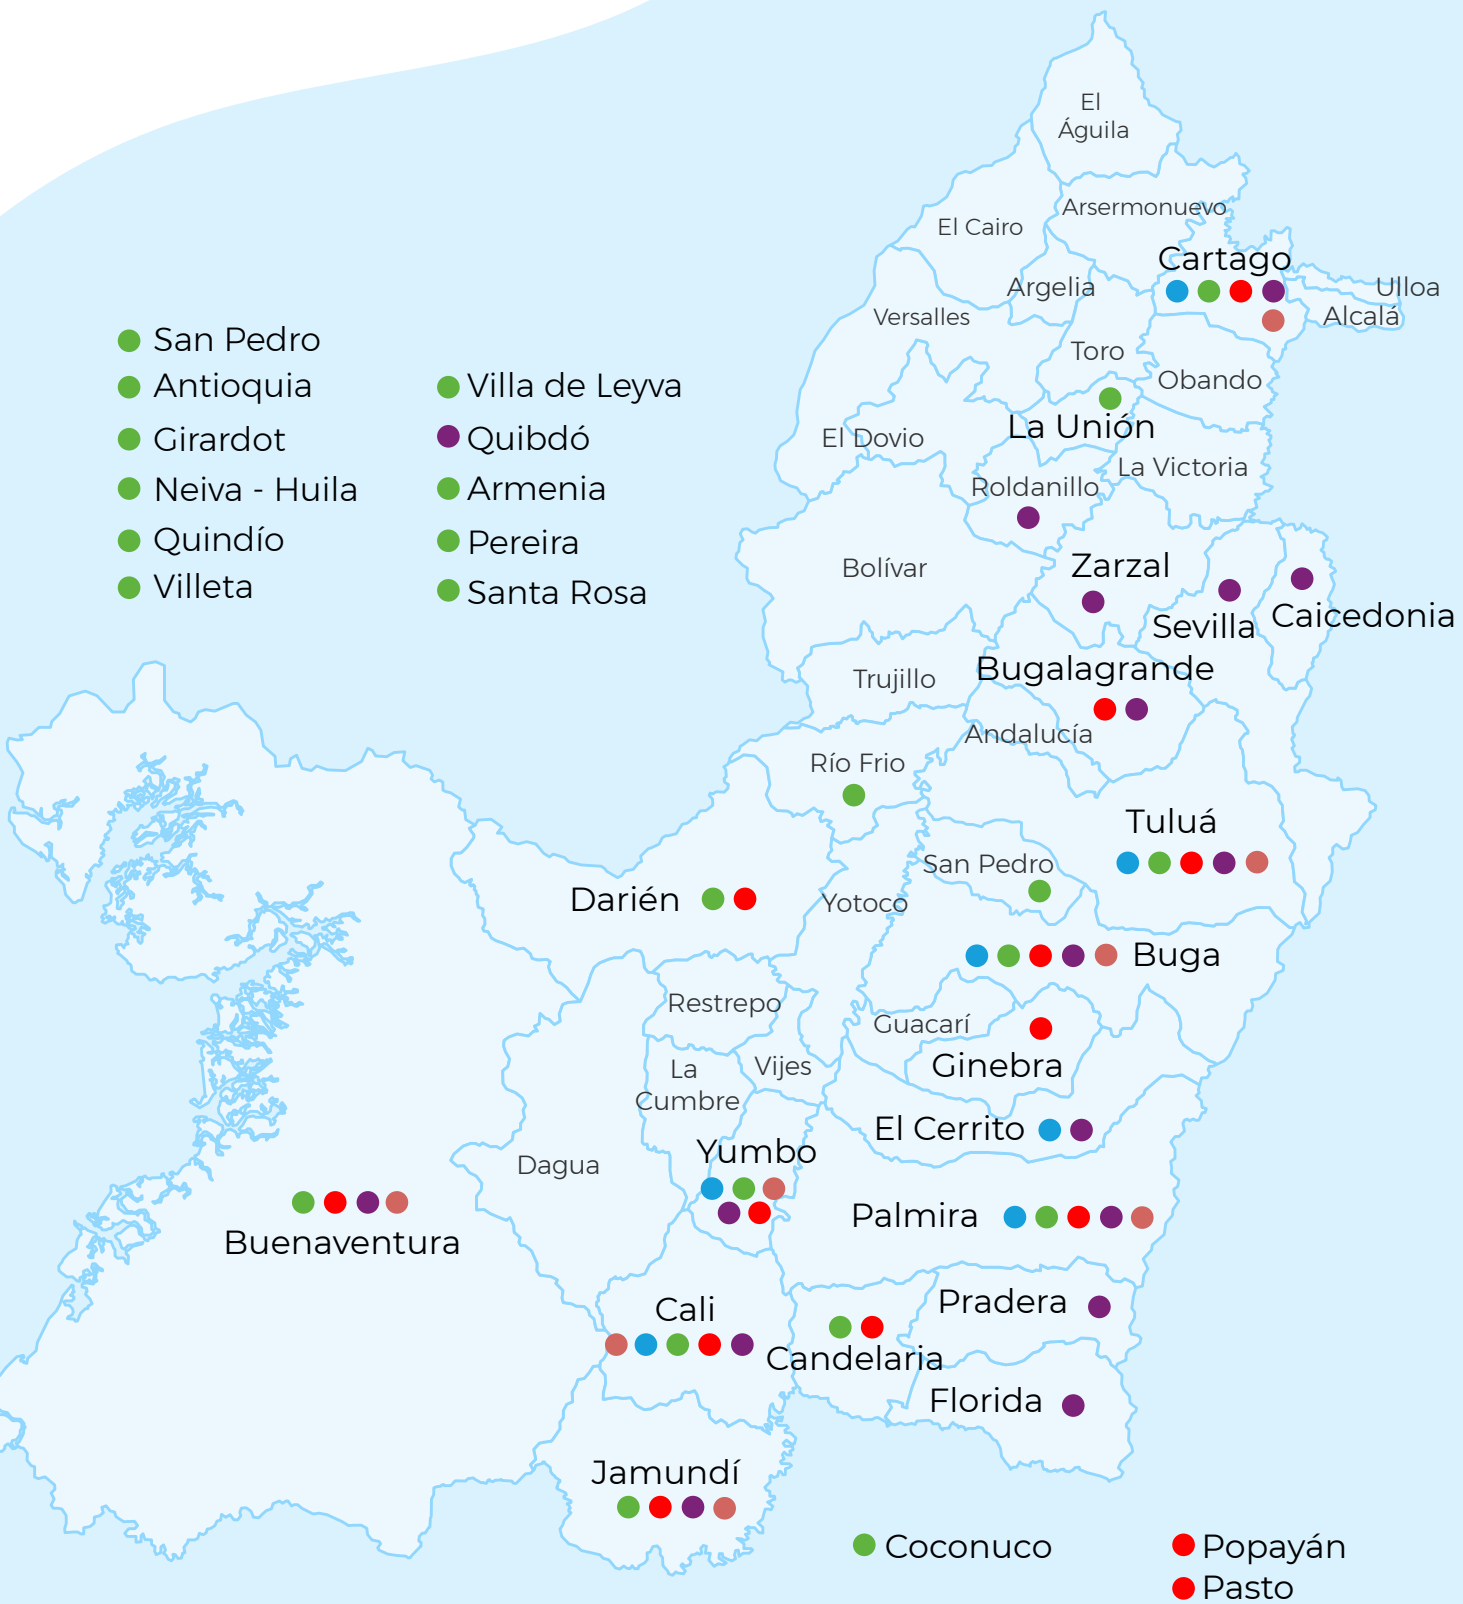 El
Águila
Arsermonuevo
El Cairo
Cartago
Argelia
Ulloa
Alcalá
Versalles
Toro
Obando
La Unión
El Dovio
La Victoria
Roldanillo
San Pedro
Antioquia
Girardot
Neiva - Huila
Quindío
Villeta
Villa de Leyva
Quibdó
Armenia
Pereira
Santa Rosa
Bolívar
Zarzal
Sevilla
Caicedonia
Trujillo
Bugalagrande
Andalucía
Río Frio
Tuluá
San Pedro
Darién
Yotoco
Buga
Restrepo
Guacarí
Ginebra
La
Cumbre
Vijes
El Cerrito
Yumbo
Dagua
Palmira
Buenaventura
Pradera
Cali
Candelaria
Florida
Jamundí
Coconuco
Popayán
Pasto